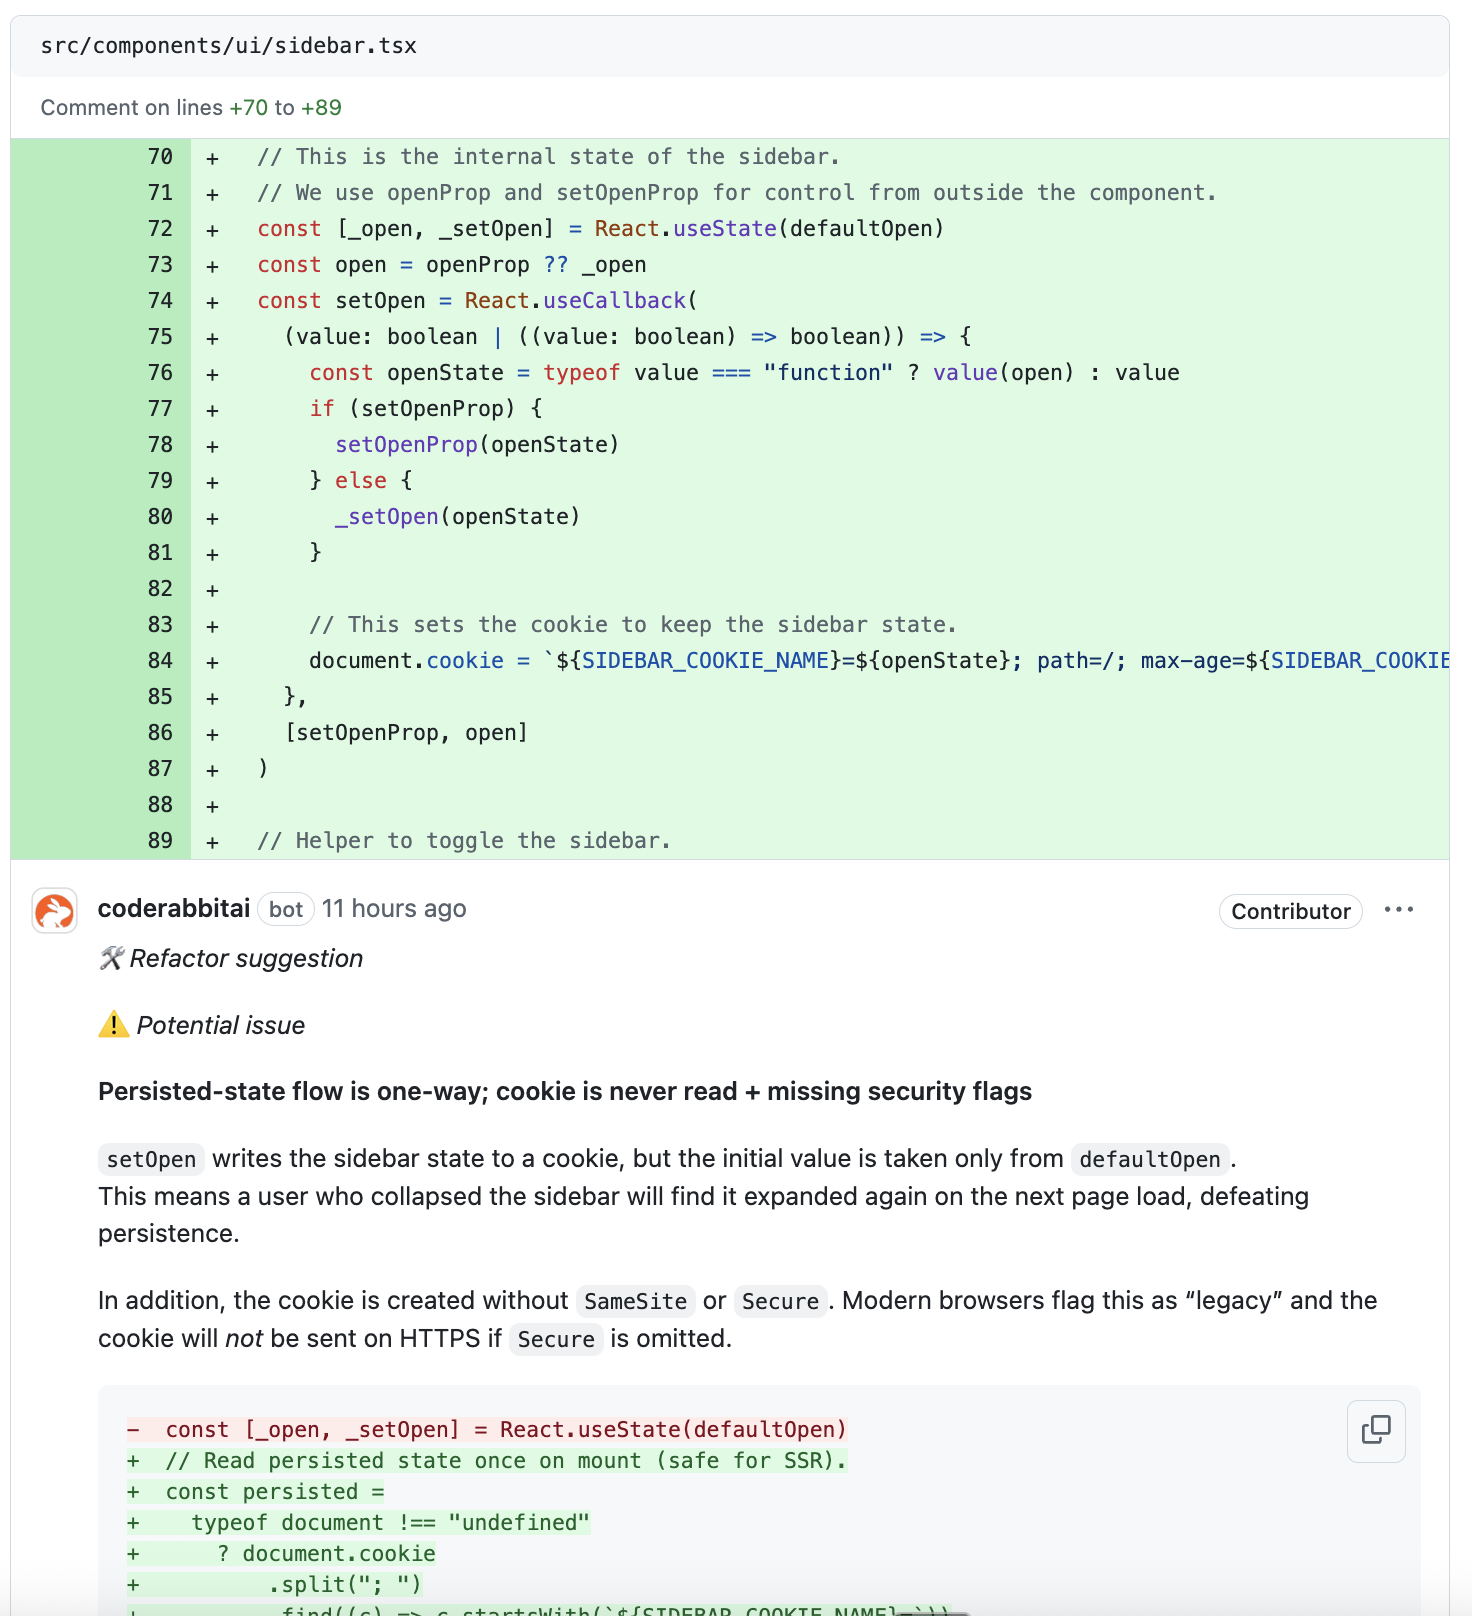 src/components/ui/sidebar.tsx
Comment on lines +70 to +89
70 + // This is the internal state of the sidebar.
71 + // We use openProp and setOpenProp for control from outside the component.
72 + const [_open, _setOpen] = React.useState(defaultOpen)
73 + const open = openProp ?? _open
74 + const setOpen = React.useCallback(
75 + (value: boolean | ((value: boolean) => boolean)) => {
76 + const openState = typeof value === "function" ? value(open) : value
77 + if (setOpenProp) {
78 + setOpenProp(openState)
79 + } else {
80 + _setOpen(openState)
81 + }
82 +
83 + // This sets the cookie to keep the sidebar state.
84 + document.cookie = `${SIDEBAR_COOKIE_NAME}=${openState}; path=/; max-age=${SIDEBAR_COOKIE
85 + },
86 + [setOpenProp, open]
87 + )
88 +
89 + // Helper to toggle the sidebar.
coderabbitai bot 11 hours ago Contributor ...
🛠️ Refactor suggestion
⚠️ Potential issue
Persisted-state flow is one-way; cookie is never read + missing security flags
setOpen writes the sidebar state to a cookie, but the initial value is taken only from defaultOpen.
This means a user who collapsed the sidebar will find it expanded again on the next page load, defeating
persistence.
In addition, the cookie is created without SameSite or Secure. Modern browsers flag this as “legacy” and the
cookie will not be sent on HTTPS if Secure is omitted.
- const [_open, _setOpen] = React.useState(defaultOpen)
+ // Read persisted state once on mount (safe for SSR).
+ const persisted =
+ typeof document !== "undefined"
+ ? document.cookie
+ .split("; ")
+ .find((c) => c.startsWith(`${SIDEBAR_COOKIE_NAME}=`))